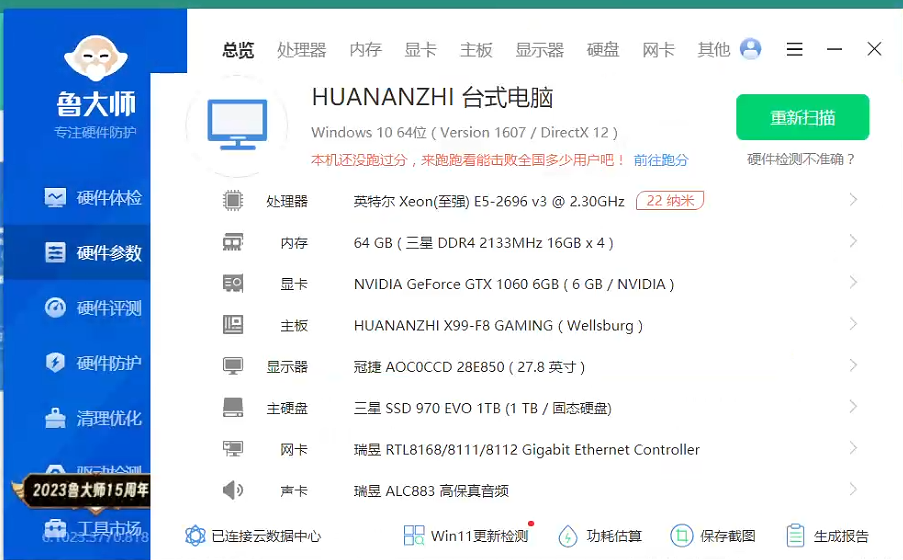 总览 处理器 内存 显卡 主板 显示器 硬盘 网卡 其他
鲁大师
专注硬件防护
HUANANZHI 台式电脑
Windows 10 64位 ( Version 1607 / DirectX 12 )
本机还没跑过分，来跑跑看能击败全国多少用户吧！ 前往跑分
重新扫描
硬件检测不准确？
硬件体检
硬件参数
硬件评测
硬件防护
清理优化
驱动检测
2023鲁大师15周年
工具市场
处理器 英特尔 Xeon(至强) E5-2696 v3 @ 2.30GHz 22 纳米
内存 64 GB ( 三星 DDR4 2133MHz 16GB x 4 )
显卡 NVIDIA GeForce GTX 1060 6GB ( 6 GB / NVIDIA )
主板 HUANANZHI X99-F8 GAMING ( Wellsburg )
显示器 冠捷 AOC0CCD 28E850 ( 27.8 英寸 )
主硬盘 三星 SSD 970 EVO 1TB (1 TB / 固态硬盘)
网卡 瑞昱 RTL8168/8111/8112 Gigabit Ethernet Controller
声卡 瑞昱 ALC883 高保真音频
已连接云数据中心 Win11更新检测 功耗估算 保存截图 生成报告